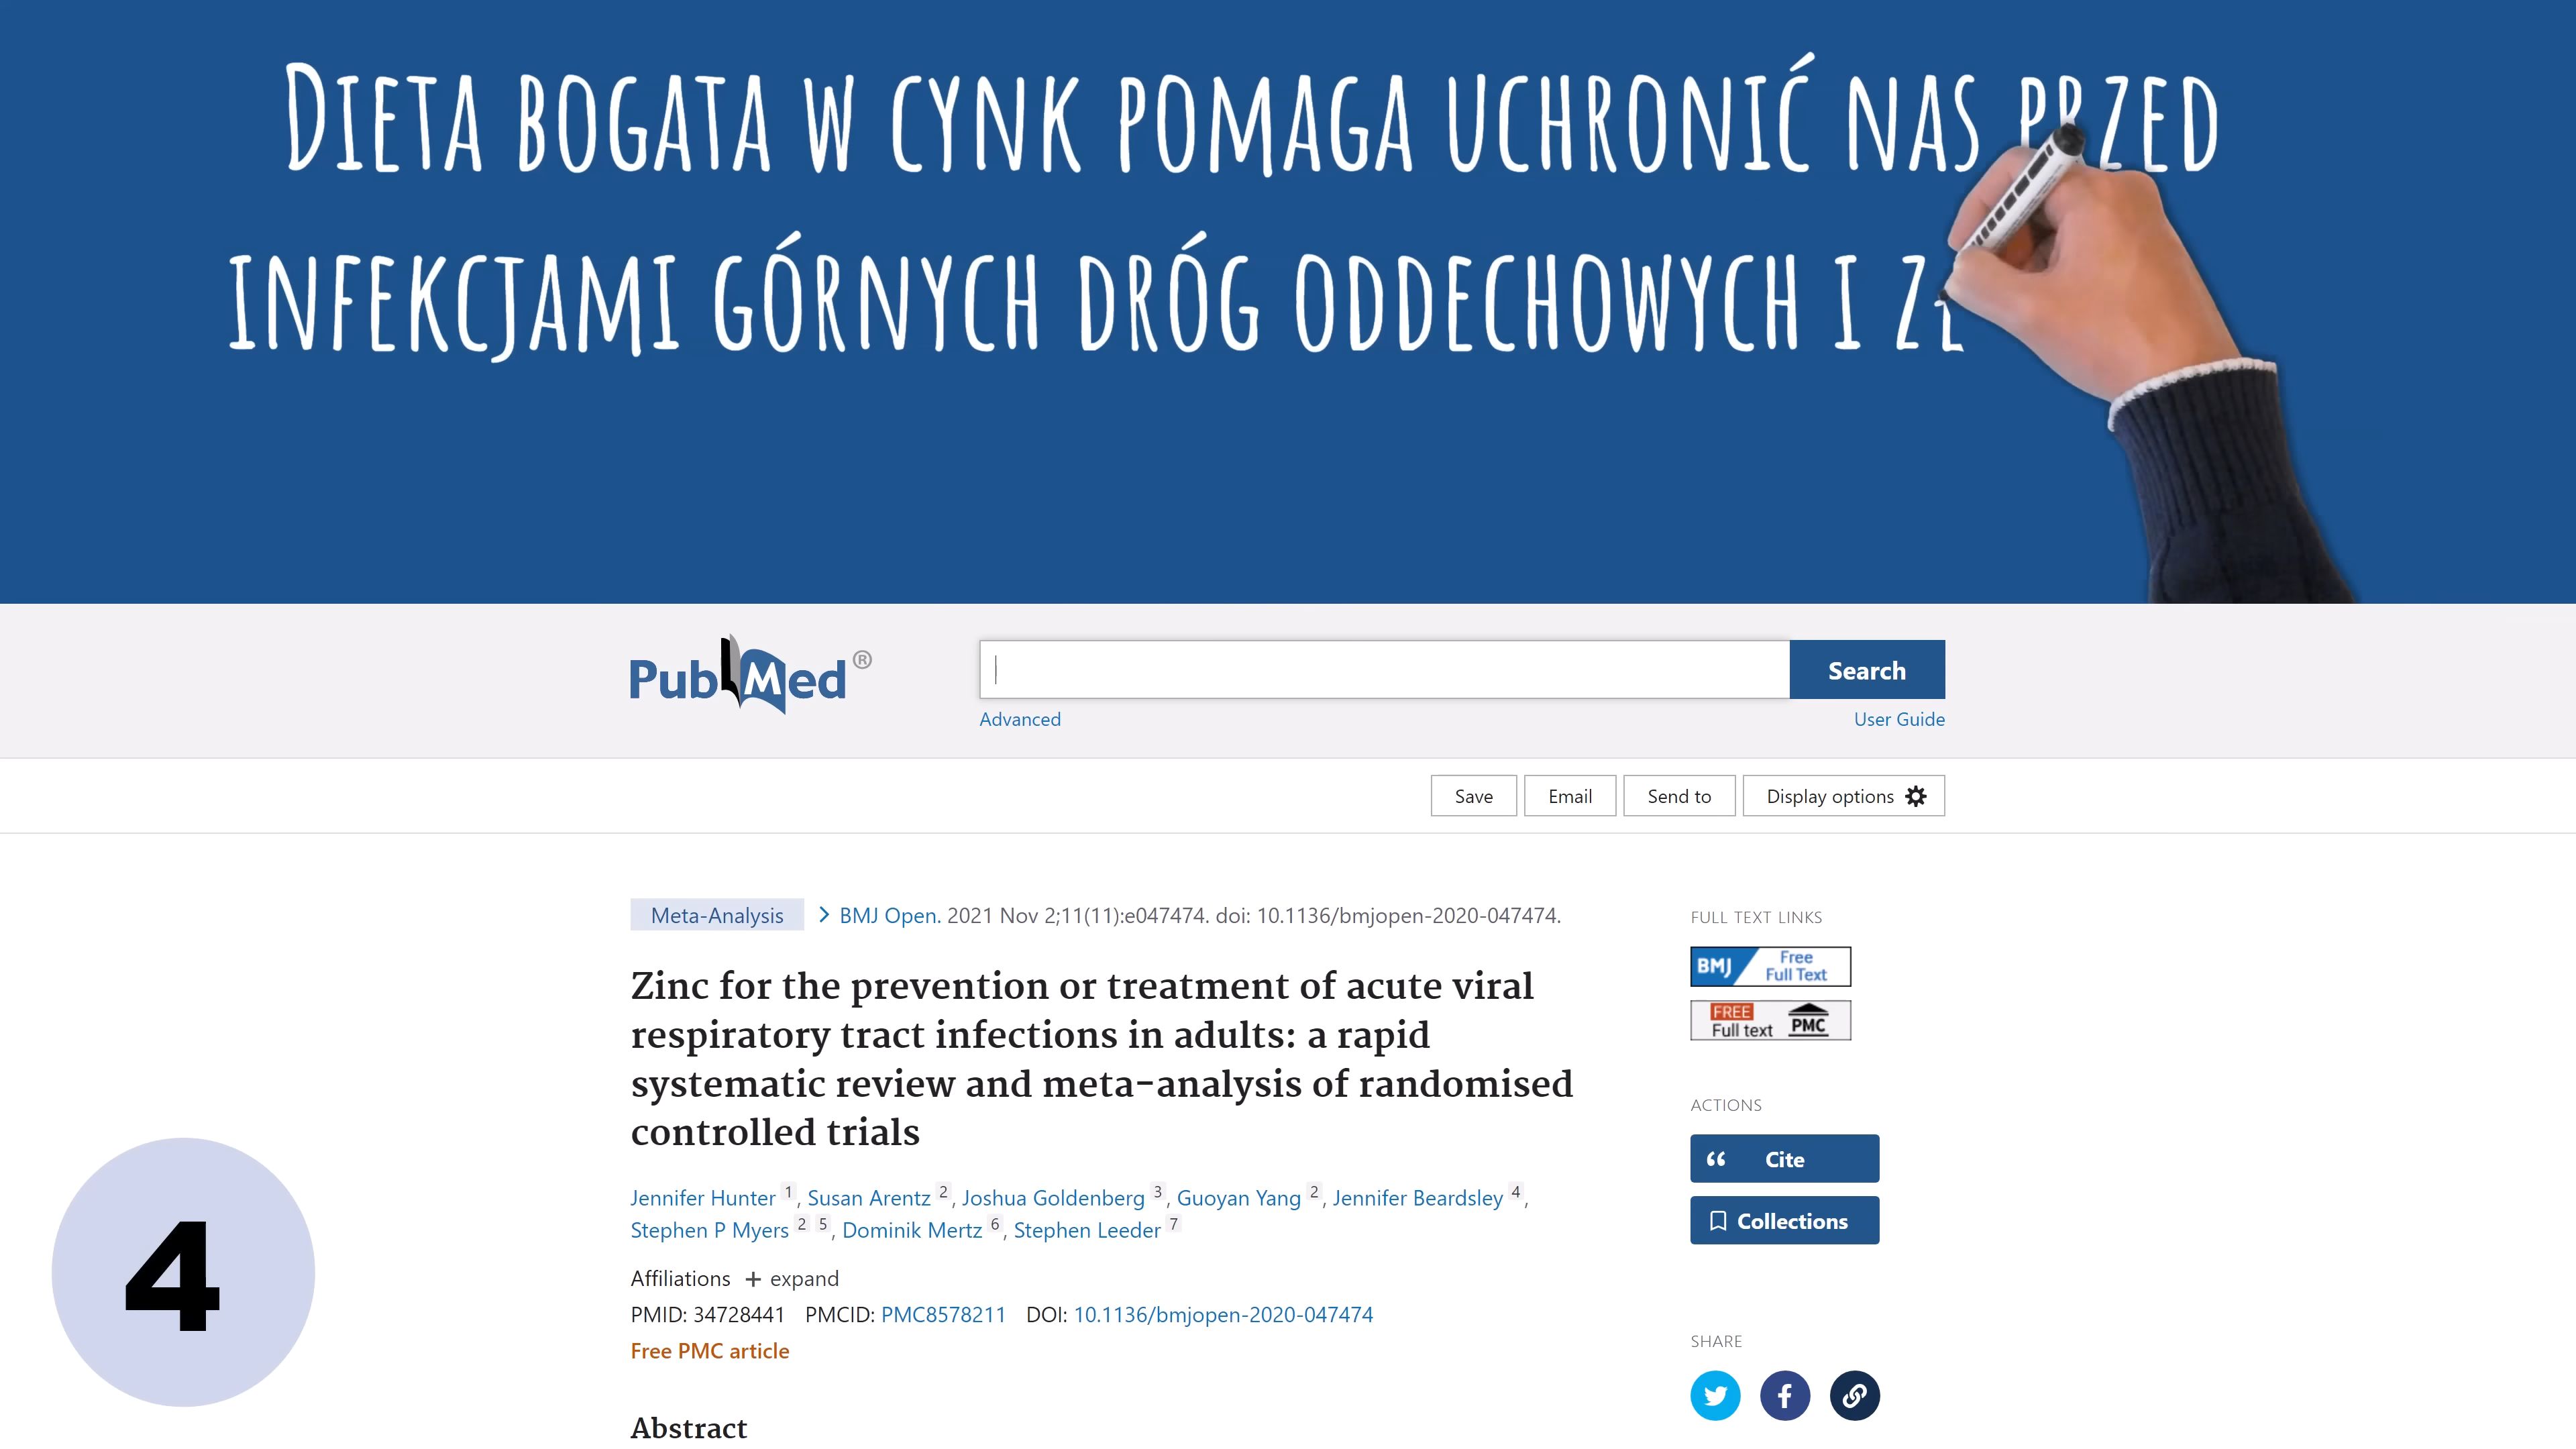 Dieta bogata w cynk pomaga uchronić nas przed
infekcjami górnych dróg oddechowych i zł
PubMed®
Search
Advanced
User Guide
Save
Email
Send to
Display options
Meta-Analysis > BMJ Open. 2021 Nov 2;11(11):e047474. doi: 10.1136/bmjopen-2020-047474.
FULL TEXT LINKS
BMJ Free
Full Text
FREE
Full text PMC
Zinc for the prevention or treatment of acute viral
respiratory tract infections in adults: a rapid
systematic review and meta-analysis of randomised
controlled trials
ACTIONS
Cite
Collections
Jennifer Hunter 1, Susan Arentz 2, Joshua Goldenberg 3, Guoyan Yang 2, Jennifer Beardsley 4,
Stephen P Myers 2 5, Dominik Mertz 6, Stephen Leeder 7
Affiliations + expand
PMID: 34728441 PMCID: PMC8578211 DOI: 10.1136/bmjopen-2020-047474
Free PMC article
SHARE
Abstract
4